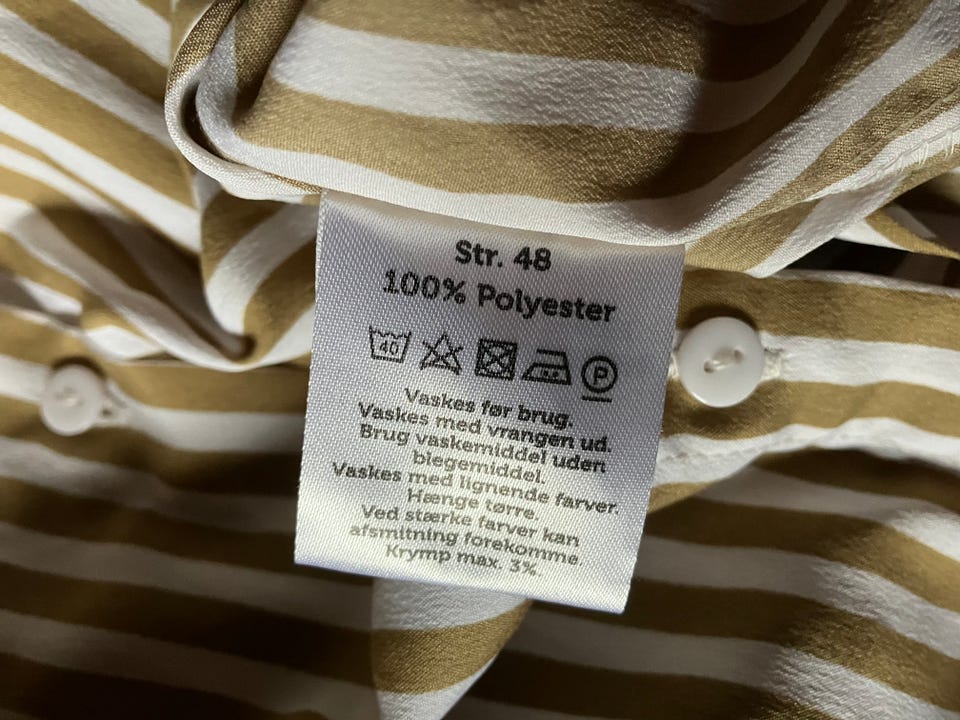 Str. 48
100% Polyester
40 P
Vaskes før brug.
Vaskes med vrangen ud.
Brug vaskemiddel uden
blegemiddel.
Vaskes med lignende farver.
Hænge tørre.
Ved stærke farver kan
afsmitning forekomme.
Krymp max. 3%.